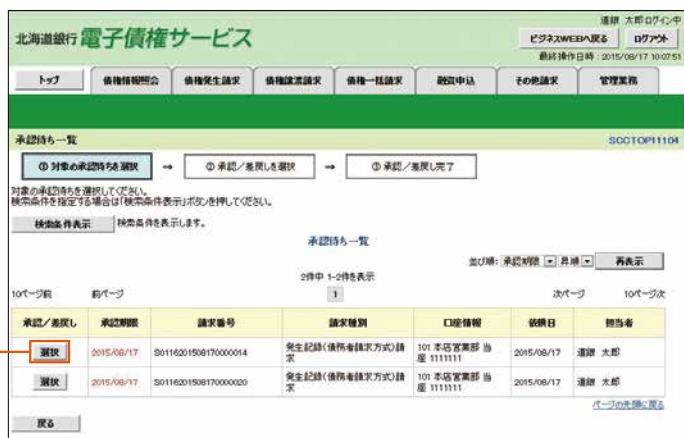 道銀 太郎ログイン中
北海道銀行 電子債権サービス
ビジネスWEBへ戻る ログアウト
最終操作日時：2015/08/17 10:07:51
トップ 債権情報照会 債権発生請求 債権譲渡請求 債権一括請求 融資申込 その他請求 管理業務
承認待ち一覧 SCCTOP11104
① 対象の承認待ちを選択 → ② 承認／差戻しを選択 → ③ 承認／差戻し完了
対象の承認待ちを選択してください。
検索条件を指定する場合は「検索条件表示」ボタンを押してください。
検索条件表示 検索条件を表示します。
承認待ち一覧
並び順： 承認期限 昇順 再表示
2件中 1-2件を表示
10ページ前 前ページ 1 次ページ 10ページ次
承認／差戻し 承認期限 請求番号 請求種別 口座情報 依頼日 担当者
選択 2015/08/17 S0116201508170000014 発生記録（債務者請求方式）請求 101 本店営業部 当座 1111111 2015/08/17 道銀 太郎
選択 2015/08/17 S0116201508170000020 発生記録（債務者請求方式）請求 101 本店営業部 当座 1111111 2015/08/17 道銀 太郎
ページの先頭に戻る
戻る